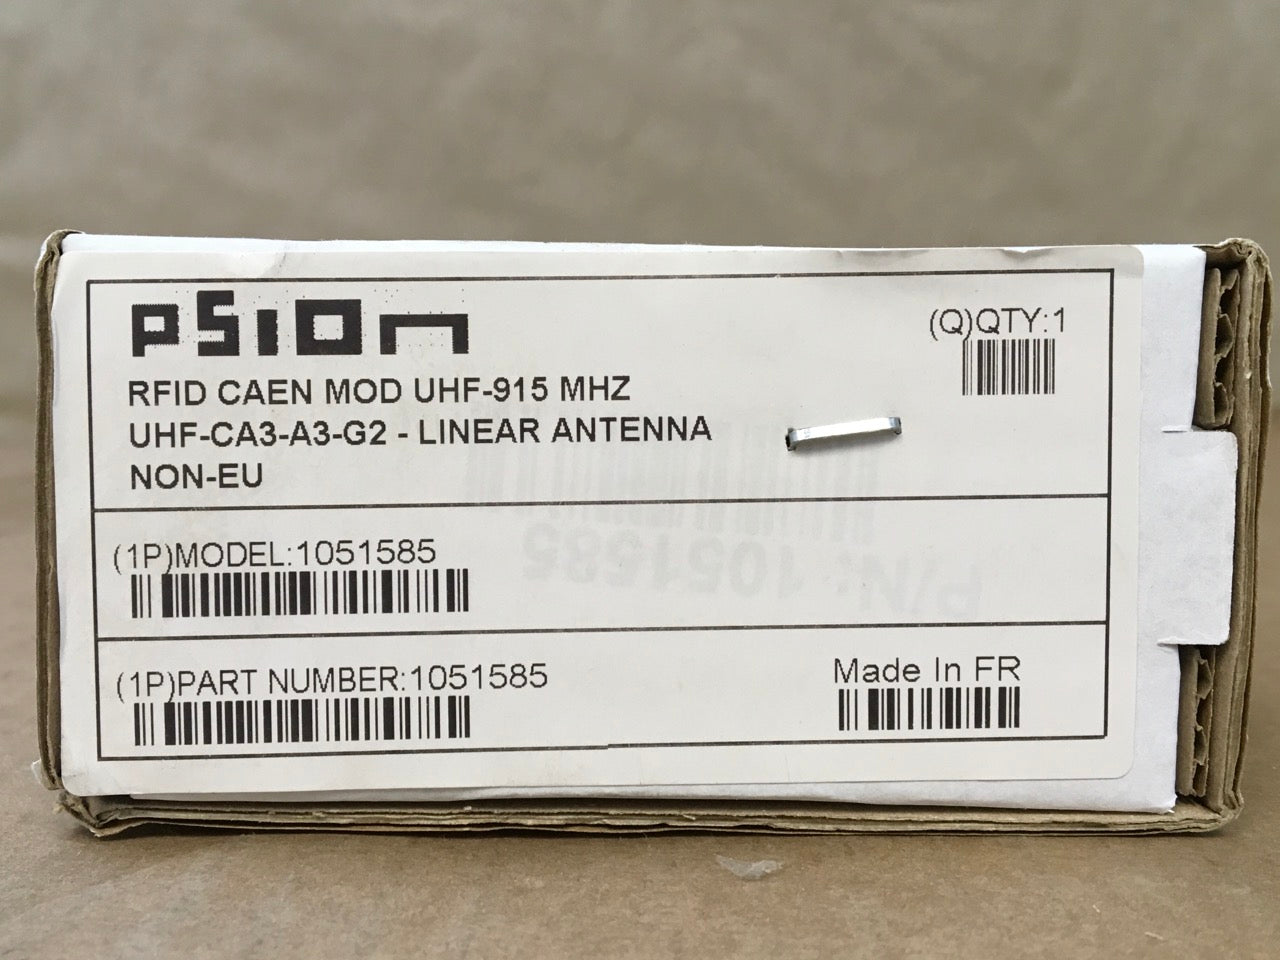 PSION
(Q)QTY:1
RFID CAEN MOD UHF-915 MHZ
UHF-CA3-A3-G2 - LINEAR ANTENNA
NON-EU
P/N: 1051585
(1P)MODEL:1051585
(1P)PART NUMBER:1051585
Made In FR